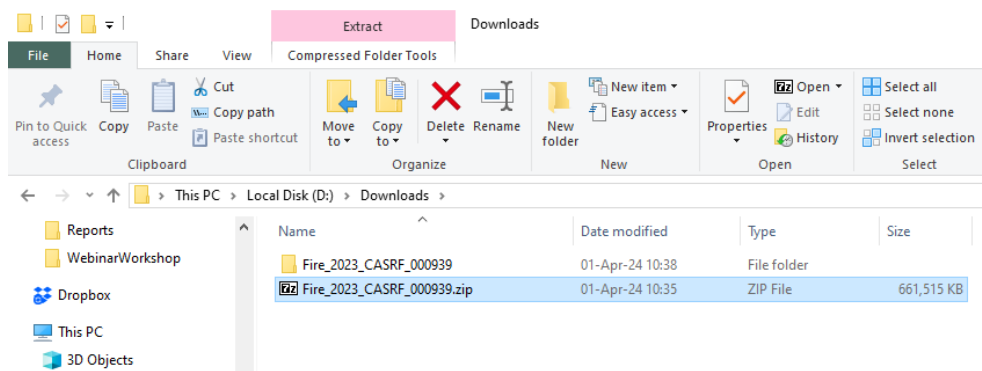 Extract Downloads
File Home Share View Compressed Folder Tools
Pin to Quick access
Copy
Paste
Cut
Copy path
Paste shortcut
Clipboard
Move to
Copy to
Delete
Rename
Organize
New folder
New item
Easy access
New
Properties
Open
Edit
History
Open
Select all
Select none
Invert selection
Select
This PC > Local Disk (D:) > Downloads >
Reports
WebinarWorkshop
Dropbox
This PC
3D Objects
Name Date modified Type Size
Fire_2023_CASRF_000939 01-Apr-24 10:38 File folder
7z Fire_2023_CASRF_000939.zip 01-Apr-24 10:35 ZIP File 661,515 KB